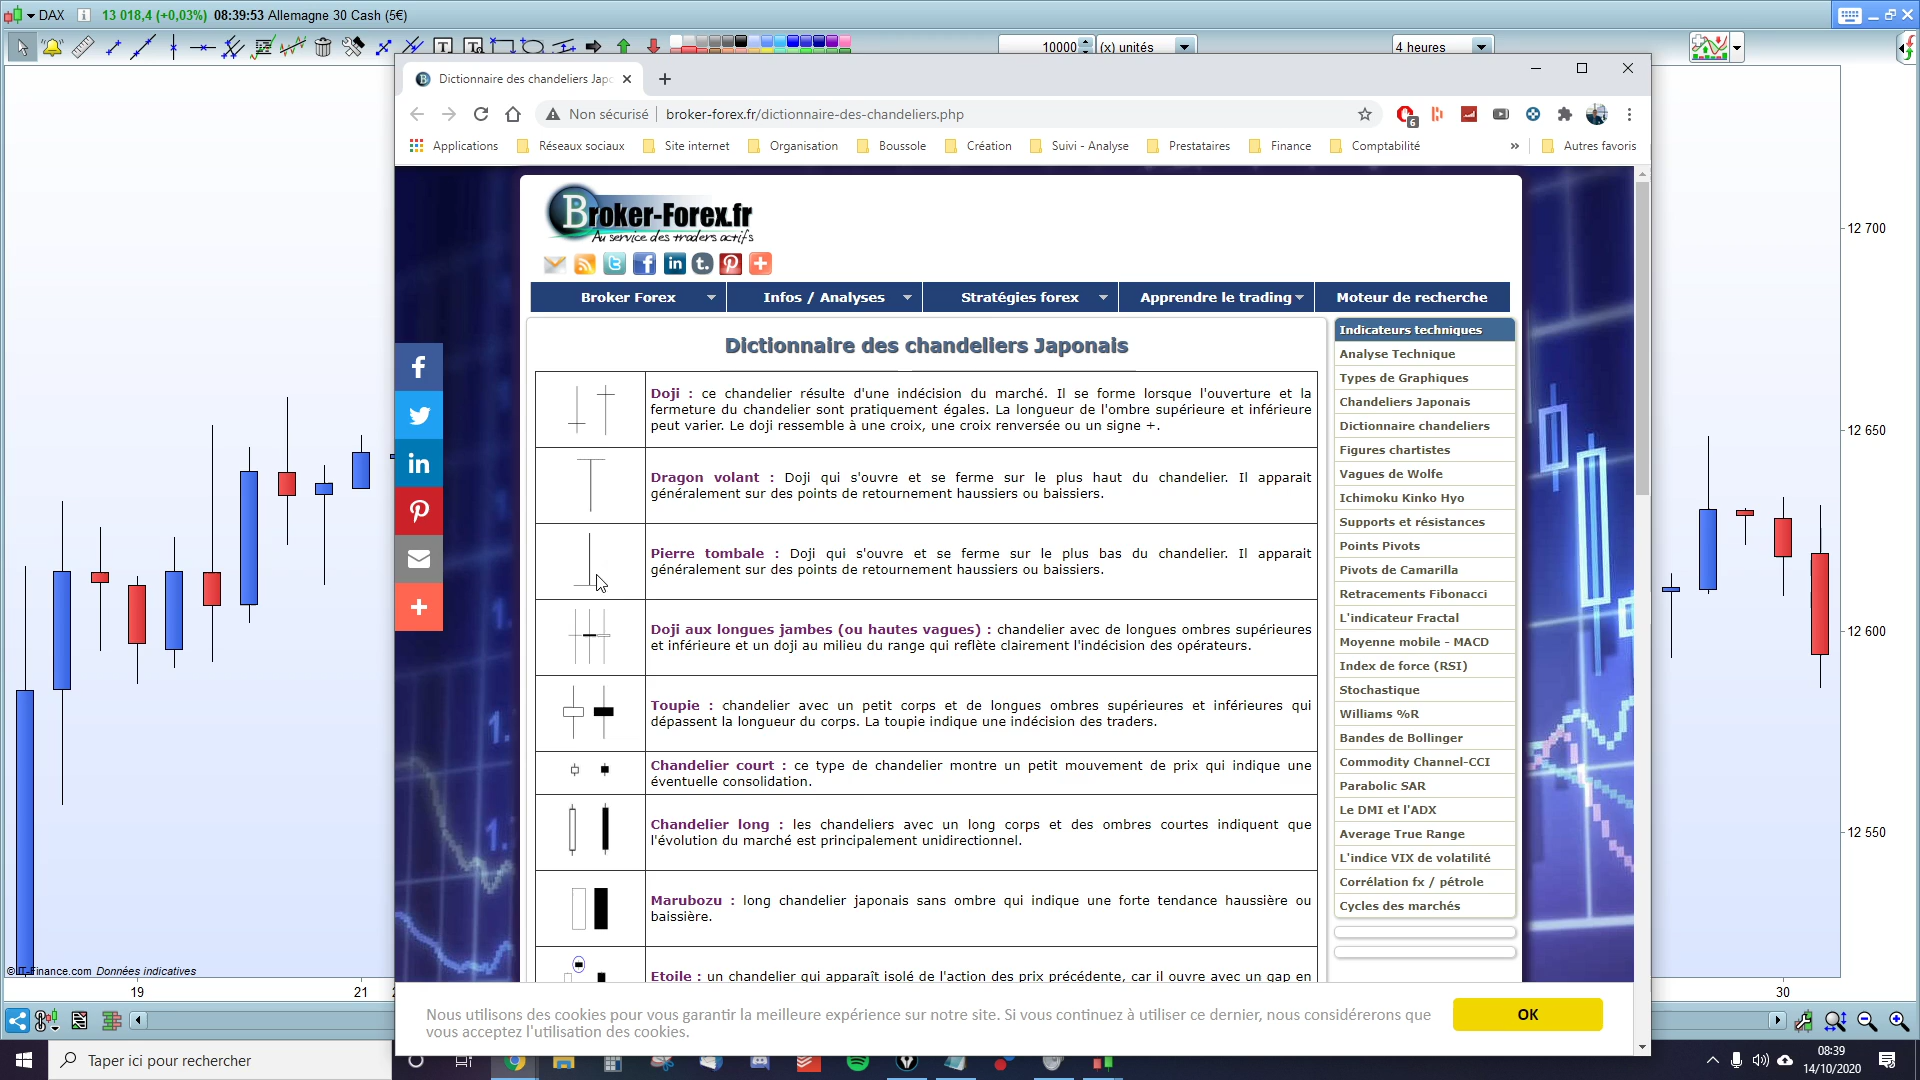 DAX 13 018,4 (+0,03%) 08:39:53 Allemagne 30 Cash (5€)
10000 (x) unités 4 heures
Dictionnaire des chandeliers Jap
Non sécurisé broker-forex.fr/dictionnaire-des-chandeliers.php
6
Applications Réseaux sociaux Site internet Organisation Boussole Création Suivi - Analyse Prestataires Finance Comptabilité » Autres favoris
Broker-Forex.fr
Au service des traders actifs
Broker Forex Infos / Analyses Stratégies forex Apprendre le trading Moteur de recherche
Dictionnaire des chandeliers Japonais
Doji : ce chandelier résulte d'une indécision du marché. Il se forme lorsque l'ouverture et la
fermeture du chandelier sont pratiquement égales. La longueur de l'ombre supérieure et inférieure
peut varier. Le doji ressemble à une croix, une croix renversée ou un signe +.
Dragon volant : Doji qui s'ouvre et se ferme sur le plus haut du chandelier. Il apparait
généralement sur des points de retournement haussiers ou baissiers.
Pierre tombale : Doji qui s'ouvre et se ferme sur le plus bas du chandelier. Il apparait
généralement sur des points de retournement haussiers ou baissiers.
Doji aux longues jambes (ou hautes vagues) : chandelier avec de longues ombres supérieures
et inférieure et un doji au milieu du range qui reflète clairement l'indécision des opérateurs.
Toupie : chandelier avec un petit corps et de longues ombres supérieures et inférieures qui
dépassent la longueur du corps. La toupie indique une indécision des traders.
Chandelier court : ce type de chandelier montre un petit mouvement de prix qui indique une
éventuelle consolidation.
Chandelier long : les chandeliers avec un long corps et des ombres courtes indiquent que
l'évolution du marché est principalement unidirectionnel.
Marubozu : long chandelier japonais sans ombre qui indique une forte tendance haussière ou
baissière.
Etoile : un chandelier qui apparaît isolé de l'action des prix précédente, car il ouvre avec un gap en
Indicateurs techniques
Analyse Technique
Types de Graphiques
Chandeliers Japonais
Dictionnaire chandeliers
Figures chartistes
Vagues de Wolfe
Ichimoku Kinko Hyo
Supports et résistances
Points Pivots
Pivots de Camarilla
Retracements Fibonacci
L'indicateur Fractal
Moyenne mobile - MACD
Index de force (RSI)
Stochastique
Williams %R
Bandes de Bollinger
Commodity Channel-CCI
Parabolic SAR
Le DMI et l'ADX
Average True Range
L'indice VIX de volatilité
Corrélation fx / pétrole
Cycles des marchés
Nous utilisons des cookies pour vous garantir la meilleure expérience sur notre site. Si vous continuez à utiliser ce dernier, nous considérerons que
vous acceptez l'utilisation des cookies.
OK
12 700
12 650
12 600
12 550
© IT-Finance.com Données indicatives
19 21 30
Taper ici pour rechercher
08:39
14/10/2020